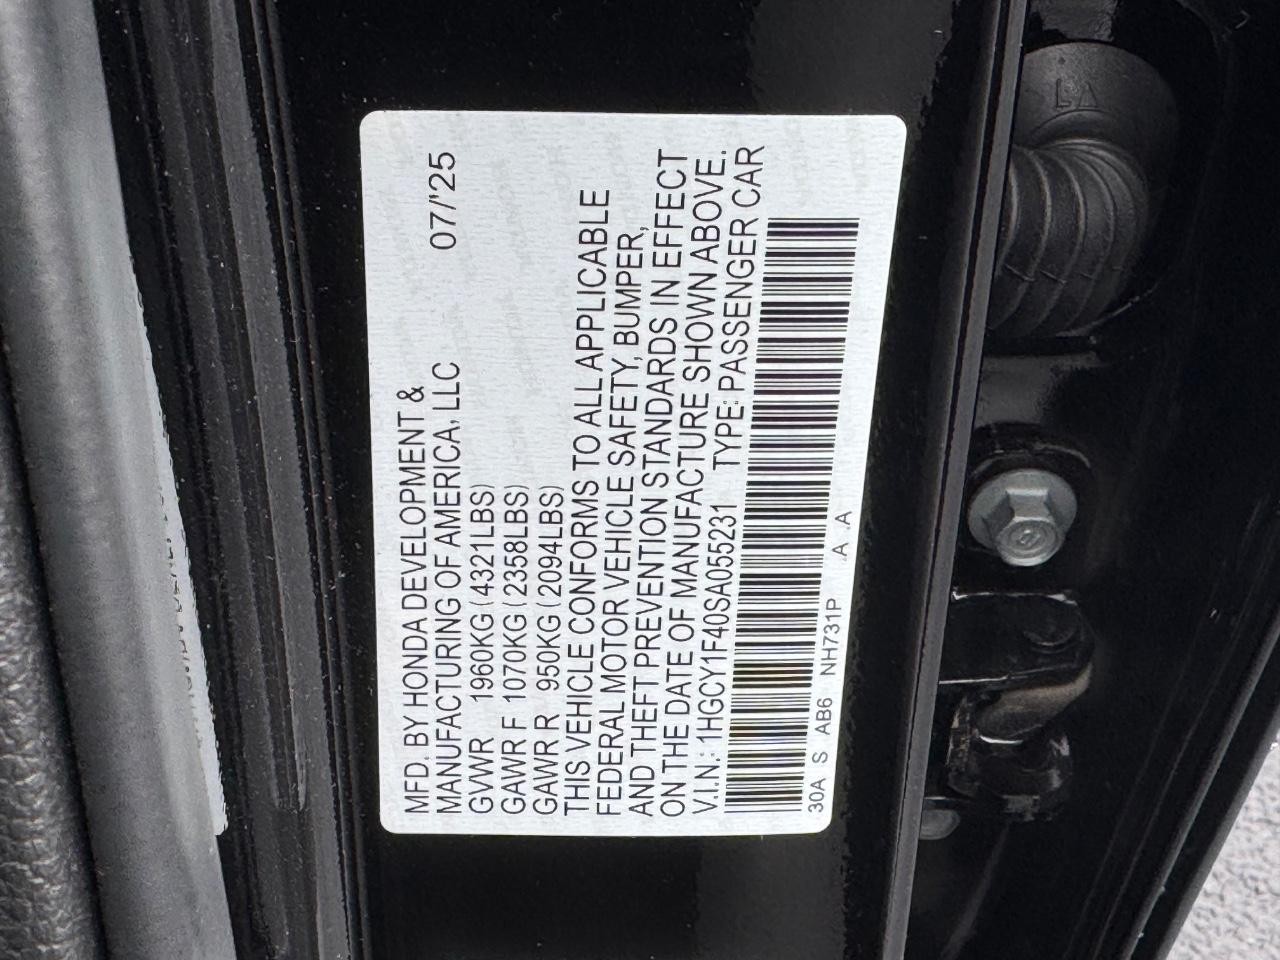 MFD. BY HONDA DEVELOPMENT &
MANUFACTURING OF AMERICA, LLC 07/'25
GVWR 1960KG (4321LBS)
GAWR F 1070KG (2358LBS)
GAWR R 950KG (2094LBS)
THIS VEHICLE CONFORMS TO ALL APPLICABLE
FEDERAL MOTOR VEHICLE SAFETY, BUMPER,
AND THEFT PREVENTION STANDARDS IN EFFECT
ON THE DATE OF MANUFACTURE SHOWN ABOVE.
V.I.N.: 1HGCY1F40SA055231 TYPE: PASSENGER CAR
30A S AB6 NH731P A A